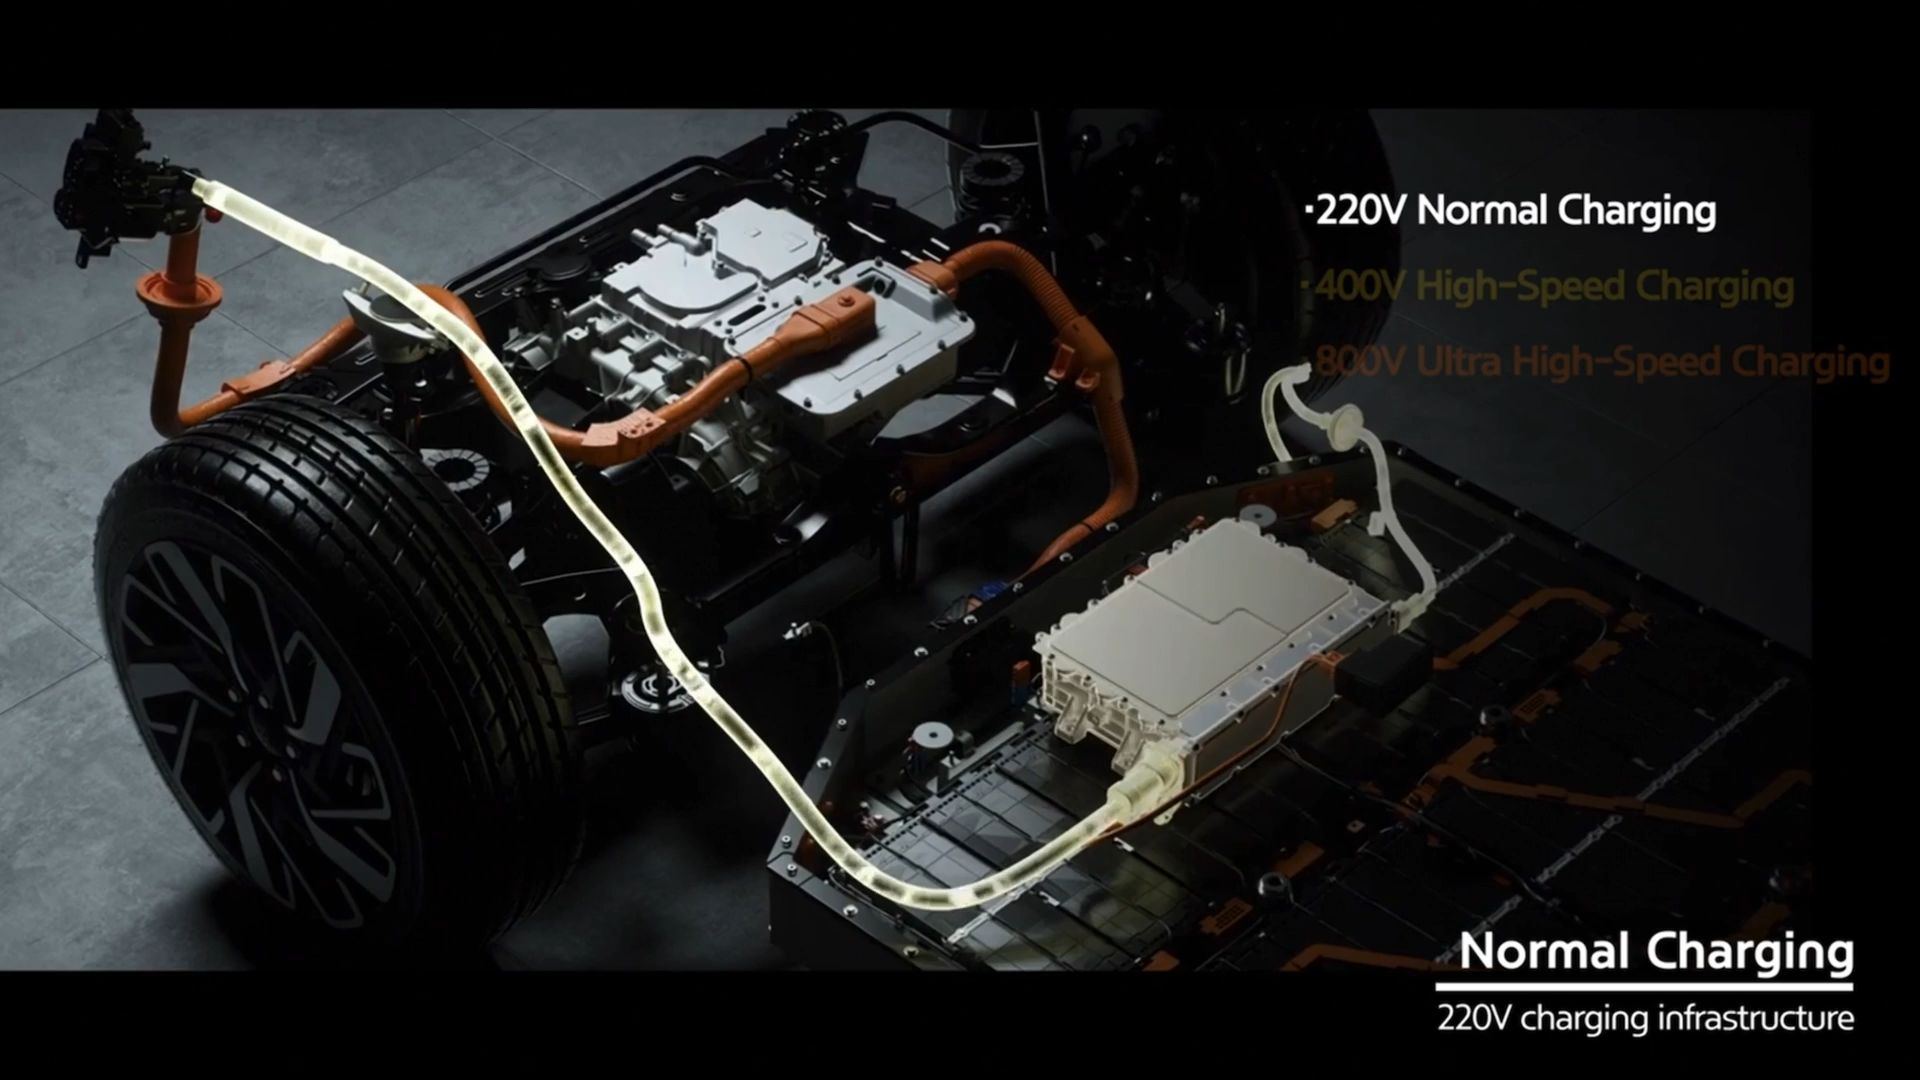 ·220V Normal Charging
·400V High-Speed Charging
·800V Ultra High-Speed Charging
Normal Charging
220V charging infrastructure